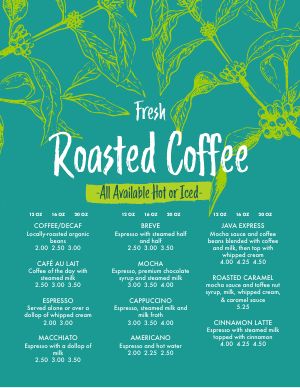 Fresh
Roasted Coffee
-All Available Hot or Iced-
12 OZ 16 OZ 20 OZ
COFFEE/DECAF
Locally-roasted organic
beans
2.00 2.50 3.00
CAFÉ AU LAIT
Coffee of the day with
steamed milk
2.50 3.00 3.50
ESPRESSO
Served alone or over a
dollop of whipped cream
2.00 3.00
MACCHIATO
Espresso with a dollop of
milk
2.50 3.00 3.50
12 OZ 16 OZ 20 OZ
BREVE
Espresso with steamed half
and half
2.50 3.00 3.50
MOCHA
Espresso, premium chocolate
syrup and steamed milk
3.00 3.50 4.00
CAPPUCCINO
Espresso, steamed milk and
milk froth
3.00 3.50
AMERICANO
Espresso and hot water
2.00 2.25 2.50
12 OZ 16 OZ 20 OZ
JAVA EXPRESS
Mocha sauce and coffee
beans blended with coffee
and milk, then top with
whipped cream
4.00 4.25 4.50
ROASTED CARAMEL
mocha sauce and toffee nut
syrup, milk, whipped cream,
& caramel sauce
5.25
CINNAMON LATTE
Espresso with steamed milk
topped with cinnamon
4.00 4.25 4.50